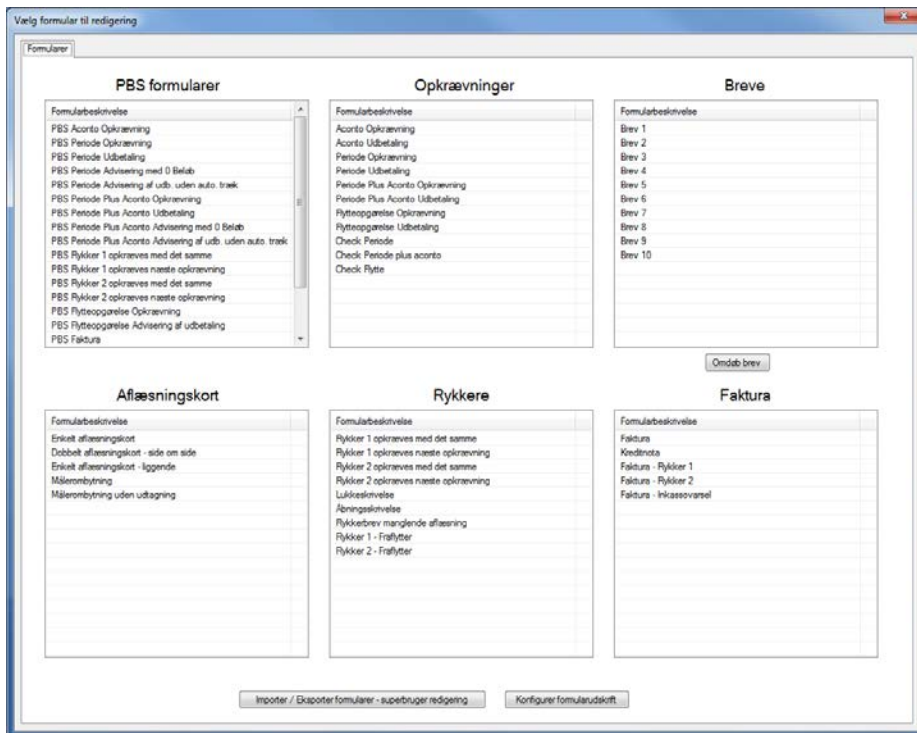 Vælg formular til redigering
Formularer
PBS formularer
Formularbeskrivelse
PBS Aconto Opkrævning
PBS Periode Opkrævning
PBS Periode Udbetaling
PBS Periode Advisering med 0 Beløb
PBS Periode Advisering af udb. uden auto. træk
PBS Periode Plus Aconto Opkrævning
PBS Periode Plus Aconto Udbetaling
PBS Periode Plus Aconto Advisering med 0 Beløb
PBS Periode Plus Aconto Advisering af udb. uden auto. træk
PBS Rykker 1 opkræves med det samme
PBS Rykker 1 opkræves næste opkrævning
PBS Rykker 2 opkræves med det samme
PBS Rykker 2 opkræves næste opkrævning
PBS Flytteopgørelse Opkrævning
PBS Flytteopgørelse Advisering af udbetaling
PBS Faktura
Opkrævninger
Formularbeskrivelse
Aconto Opkrævning
Aconto Udbetaling
Periode Opkrævning
Periode Udbetaling
Periode Plus Aconto Opkrævning
Periode Plus Aconto Udbetaling
Flytteopgørelse Opkrævning
Flytteopgørelse Udbetaling
Check Periode
Check Periode plus aconto
Check Flytte
Breve
Formularbeskrivelse
Brev 1
Brev 2
Brev 3
Brev 4
Brev 5
Brev 6
Brev 7
Brev 8
Brev 9
Brev 10
Omdøb brev
Aflæsningskort
Formularbeskrivelse
Enkelt aflæsningskort
Dobbelt aflæsningskort - side om side
Enkelt aflæsningskort - liggende
Målerombytning
Målerombytning uden udtagning
Rykkere
Formularbeskrivelse
Rykker 1 opkræves med det samme
Rykker 1 opkræves næste opkrævning
Rykker 2 opkræves med det samme
Rykker 2 opkræves næste opkrævning
Lukkeskrivelse
Åbningsskrivelse
Rykkerbrev manglende aflæsning
Rykker 1 - Fraflytter
Rykker 2 - Fraflytter
Faktura
Formularbeskrivelse
Faktura
Kreditnota
Faktura - Rykker 1
Faktura - Rykker 2
Faktura - Inkassovarsel
Importer / Eksporter formularer - superbruger redigering
Konfigurer formularudskrift